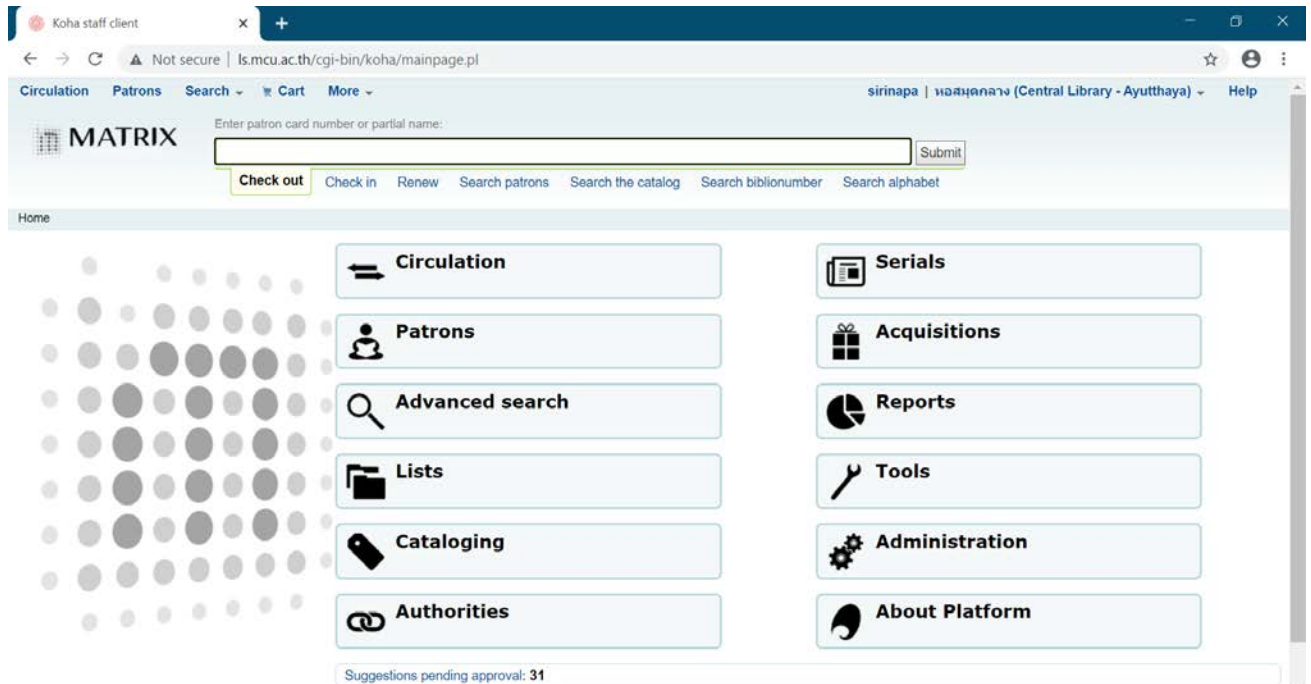 Koha staff client
Not secure | ls.mcu.ac.th/cgi-bin/koha/mainpage.pl
Circulation Patrons Search Cart More sirinapa | หอสมุดกลาง (Central Library - Ayutthaya) Help
MATRIX
Enter patron card number or partial name:
Submit
Check out Check in Renew Search patrons Search the catalog Search biblionumber Search alphabet
Home
Circulation
Serials
Patrons
Acquisitions
Advanced search
Reports
Lists
Tools
Cataloging
Administration
Authorities
About Platform
Suggestions pending approval: 31